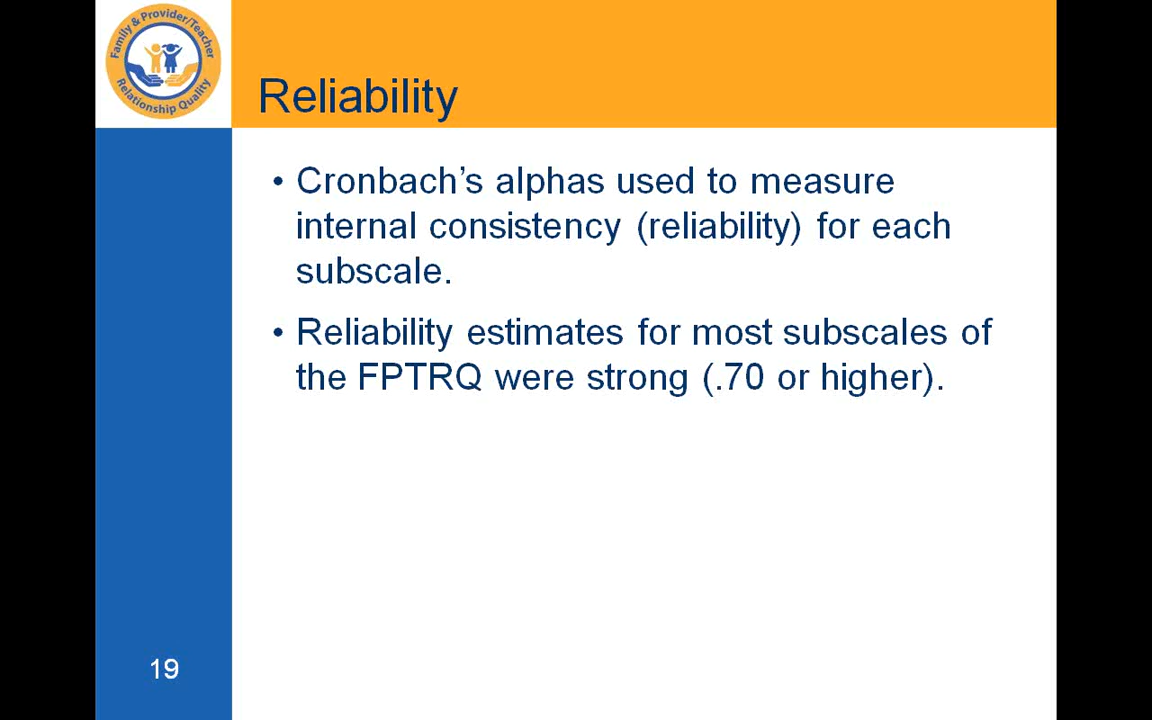 Family & Provider/Teacher
Relationship Quality
Reliability
• Cronbach’s alphas used to measure
internal consistency (reliability) for each
subscale.
• Reliability estimates for most subscales of
the FPTRQ were strong (.70 or higher).
19